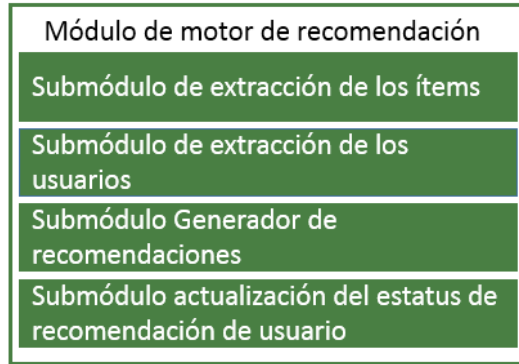 Módulo de motor de recomendación
Submódulo de extracción de los ítems
Submódulo de extracción de los
usuarios
Submódulo Generador de
recomendaciones
Submódulo actualización del estatus de
recomendación de usuario